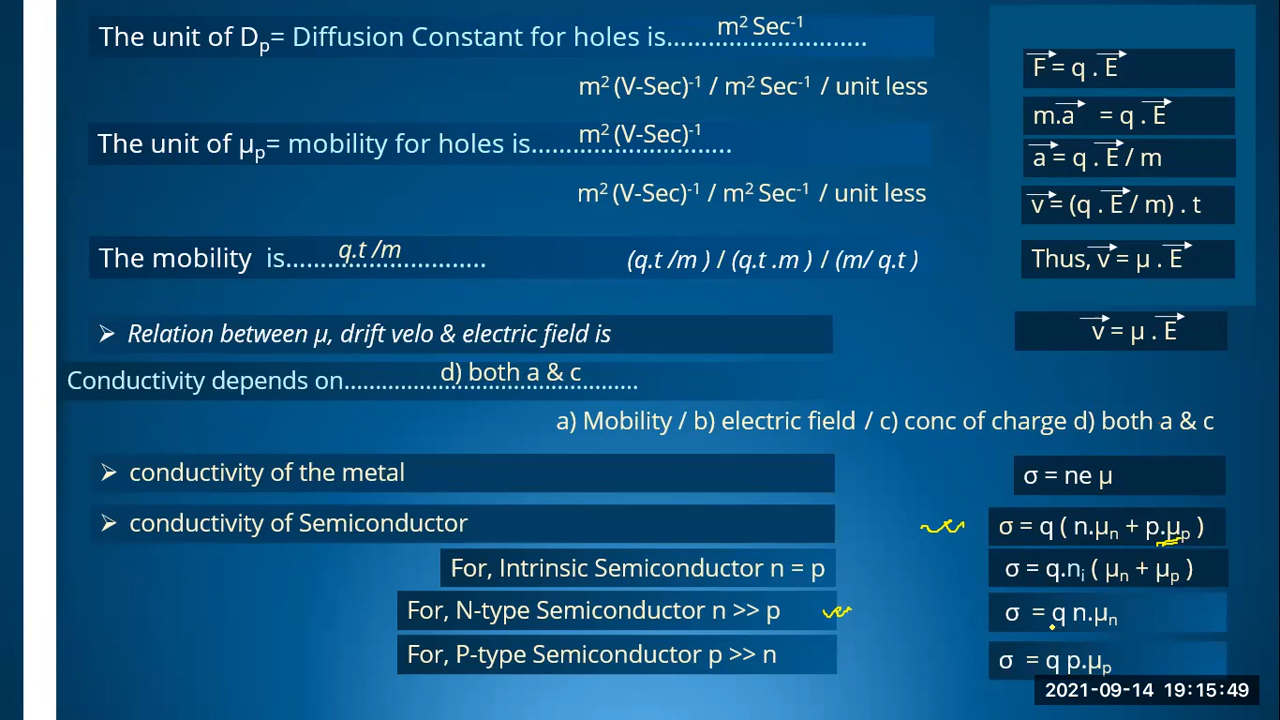 The unit of Dp= Diffusion Constant for holes is............................ m² Sec⁻¹
m² (V-Sec)⁻¹ / m² Sec⁻¹ / unit less
The unit of μp= mobility for holes is............................ m² (V-Sec)⁻¹
m² (V-Sec)⁻¹ / m² Sec⁻¹ / unit less
The mobility is............................ q.t /m
(q.t /m ) / (q.t .m ) / (m/ q.t )
➢ Relation between μ, drift velo & electric field is
Conductivity depends on.......................................... d) both a & c
a) Mobility / b) electric field / c) conc of charge d) both a & c
➢ conductivity of the metal
➢ conductivity of Semiconductor
For, Intrinsic Semiconductor n = p
For, N-type Semiconductor n >> p
For, P-type Semiconductor p >> n
F = q . E
m.a = q . E
a = q . E / m
v = (q . E / m) . t
Thus, v = μ . E
v = μ . E
σ = ne μ
σ = q ( n.μn + p.μp )
σ = q.ni ( μn + μp )
σ = q n.μn
σ = q p.μp
2021-09-14 19:15:49